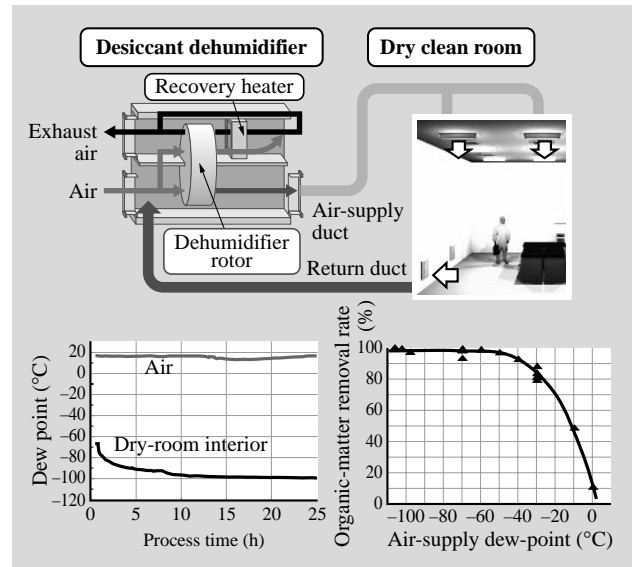 Desiccant dehumidifier
Dry clean room
Recovery heater
Exhaust
air
Air
Air-supply
duct
Dehumidifier
rotor
Return duct
Dew point (°C)
20
0
−20
−40
−60
−80
−100
−120
Air
Dry-room interior
0 5 10 15 20 25
Process time (h)
Organic-matter removal rate
(%)
100
80
60
40
20
0
−100 −80 −60 −40 −20 0
Air-supply dew-point (°C)